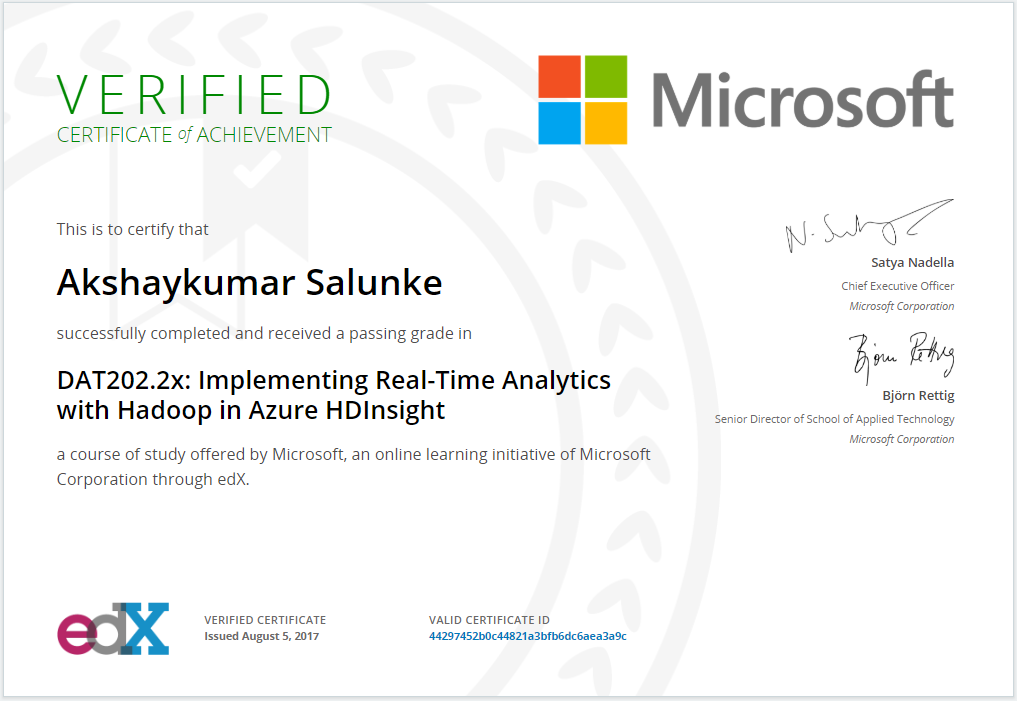 VERIFIED
CERTIFICATE of ACHIEVEMENT
Microsoft
This is to certify that
Akshaykumar Salunke
successfully completed and received a passing grade in
DAT202.2x: Implementing Real-Time Analytics
with Hadoop in Azure HDInsight
a course of study offered by Microsoft, an online learning initiative of Microsoft
Corporation through edX.
N. Satya
Satya Nadella
Chief Executive Officer
Microsoft Corporation
Björn Rettig
Björn Rettig
Senior Director of School of Applied Technology
Microsoft Corporation
edX
VERIFIED CERTIFICATE
Issued August 5, 2017
VALID CERTIFICATE ID
44297452b0c44821a3bfb6dc6aea3a9c